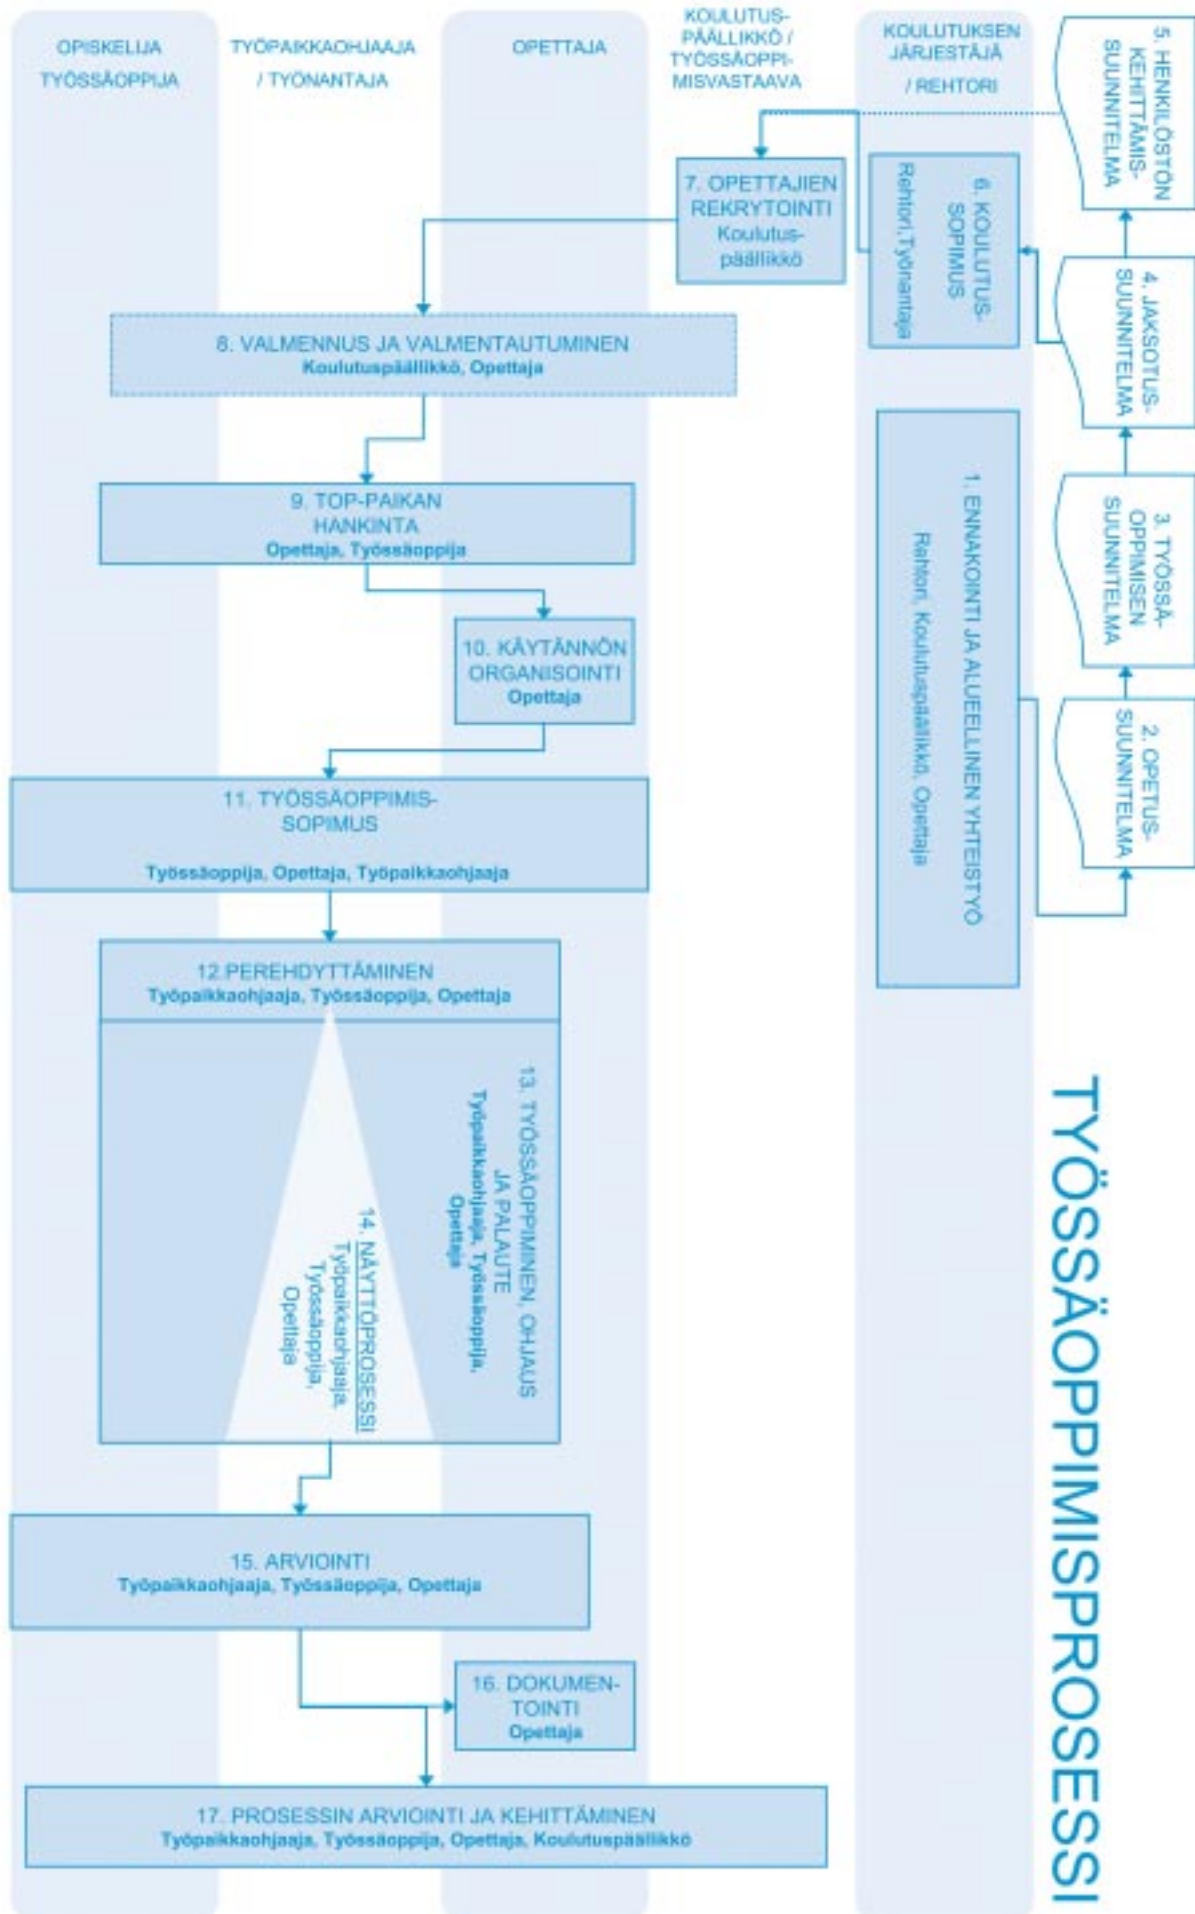 TYÖSSÄOPPIMISPROSESSI
OPISKELIJA
TYÖSSÄOPPIJA
TYÖPAIKKAOHJAAJA
/ TYÖNANTAJA
OPETTAJA
KOULUTUS-
PÄÄLLIKKÖ /
TYÖSSÄOPPI-
MISVASTAAVA
KOULUTUKSEN
JÄRJESTÄJÄ
/ REHTORI
1. ENNAKOINTI JA ALUEELLINEN YHTEISTYÖ
Rehtori, Koulutuspäällikkö, Opettaja
2. OPETUS-
SUUNNITELMA
3. TYÖSSÄ-
OPPIMISEN
SUUNNITELMA
4. JAKSOTUS-
SUUNNITELMA
5. HENKILÖSTÖN
KEHITTÄMIS-
SUUNNITELMA
6. KOULUTUS-
SOPIMUS
Rehtori,Työnantaja
7. OPETTAJIEN
REKRYTOINTI
Koulutus-
päällikkö
8. VALMENNUS JA VALMENTAUTUMINEN
Koulutuspäällikkö, Opettaja
9. TOP-PAIKAN
HANKINTA
Opettaja, Työssäoppija
10. KÄYTÄNNÖN
ORGANISOINTI
Opettaja
11. TYÖSSÄOPPIMIS-
SOPIMUS
Työssäoppija, Opettaja, Työpaikkaohjaaja
12.PEREHDYTTÄMINEN
Työpaikkaohjaaja, Työssäoppija, Opettaja
13. TYÖSSÄOPPIMINEN, OHJAUS
JA PALAUTE
Työpaikkaohjaaja, Työssäoppija,
Opettaja
14. NÄYTTÖPROSESSI
Työpaikkaohjaaja,
Työssäoppija,
Opettaja
15. ARVIOINTI
Työpaikkaohjaaja, Työssäoppija, Opettaja
16. DOKUMEN-
TOINTI
Opettaja
17. PROSESSIN ARVIOINTI JA KEHITTÄMINEN
Työpaikkaohjaaja, Työssäoppija, Opettaja, Koulutuspäällikkö